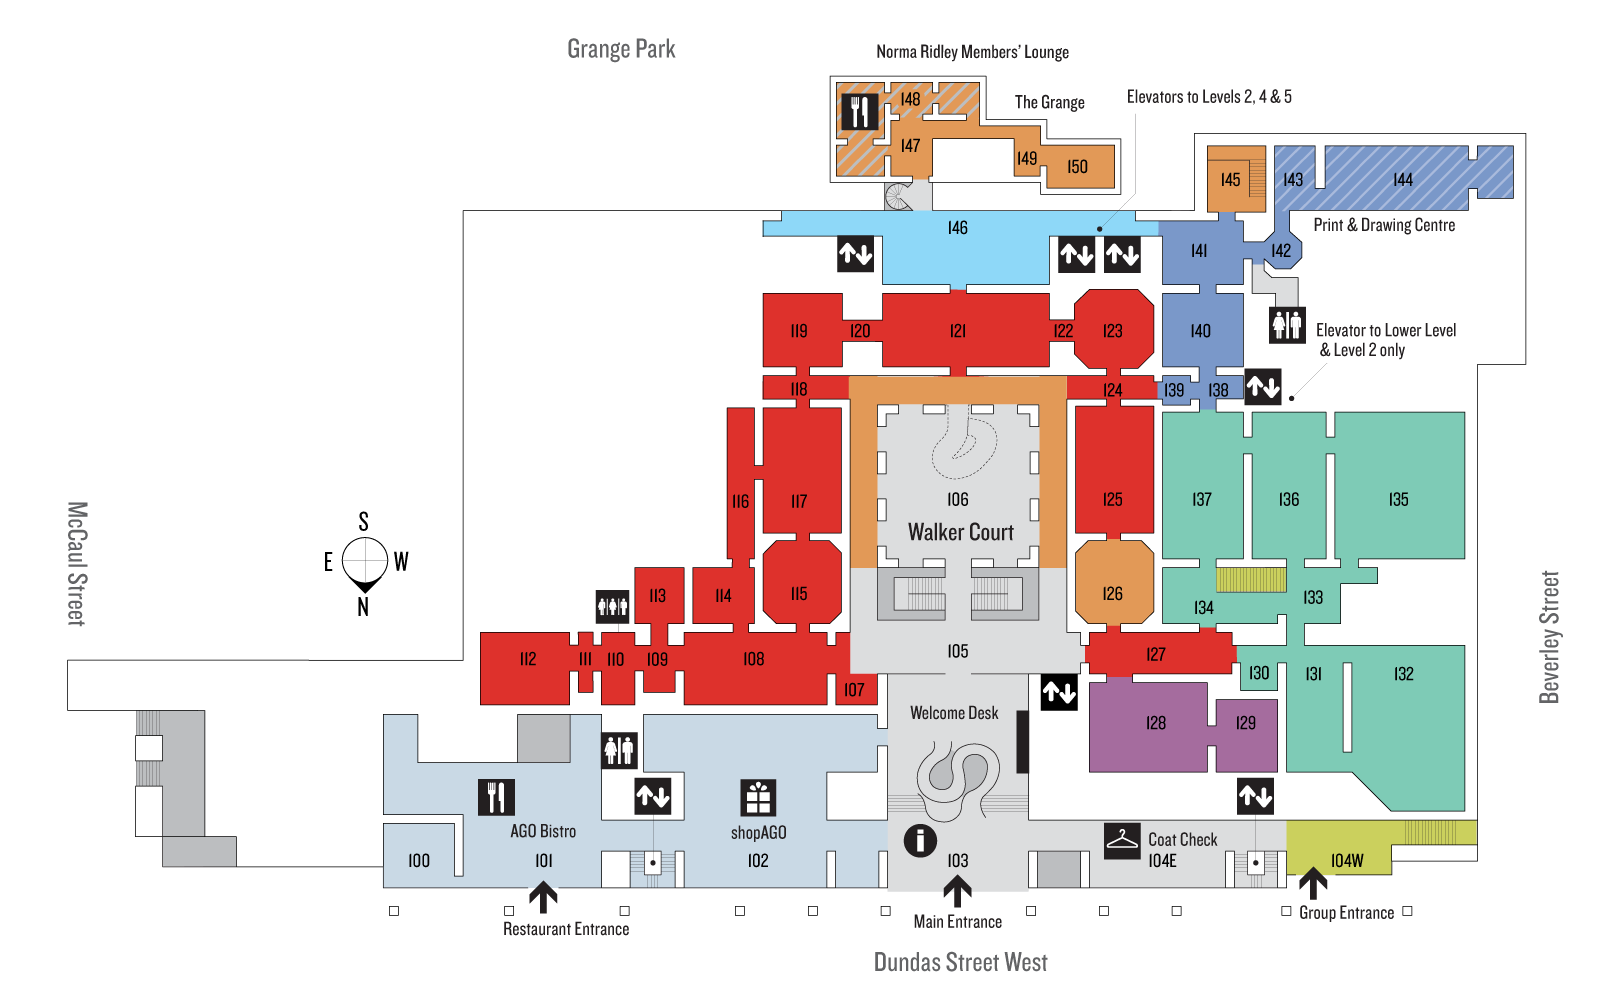 Grange Park
Norma Ridley Members' Lounge
The Grange
Elevators to Levels 2, 4 & 5
148
147
149
150
145
143
144
Print & Drawing Centre
146
141
142
119
120
121
122
123
140
Elevator to Lower Level
& Level 2 only
118
124
139
138
116
117
106
Walker Court
125
137
136
135
McCaul Street
S
E
W
N
113
114
115
126
134
133
Beverley Street
112
111
110
109
108
107
105
127
130
131
132
Welcome Desk
128
129
AGO Bistro
shopAGO
Coat Check
100
101
102
i
103
104E
104W
Restaurant Entrance
Main Entrance
Group Entrance
Dundas Street West